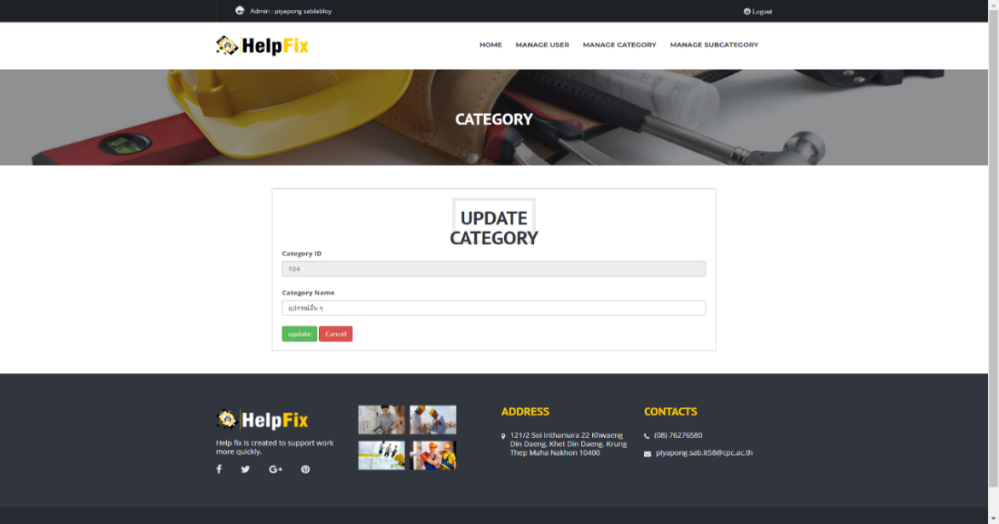 Admin : piyapong sablabloy
Logout
HelpFix
HOME MANAGE USER MANAGE CATEGORY MANAGE SUBCATEGORY
CATEGORY
UPDATE
CATEGORY
Category ID
104
Category Name
อุปกรณ์อื่น ๆ
update Cancel
HelpFix
Help fix is created to support work
more quickly.
ADDRESS
121/2 Soi Inthamara 22 Khwaeng
Din Daeng, Khet Din Daeng, Krung
Thep Maha Nakhon 10400
CONTACTS
(08) 76276580
piyapong.sab.it58@cpc.ac.th